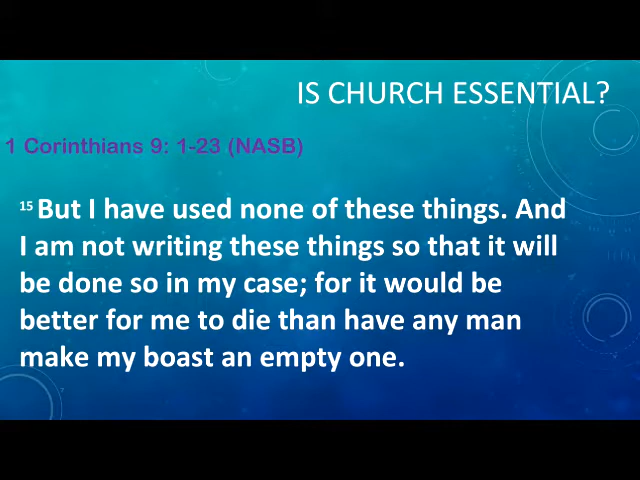 IS CHURCH ESSENTIAL?
1 Corinthians 9: 1-23 (NASB)
15 But I have used none of these things. And
I am not writing these things so that it will
be done so in my case; for it would be
better for me to die than have any man
make my boast an empty one.